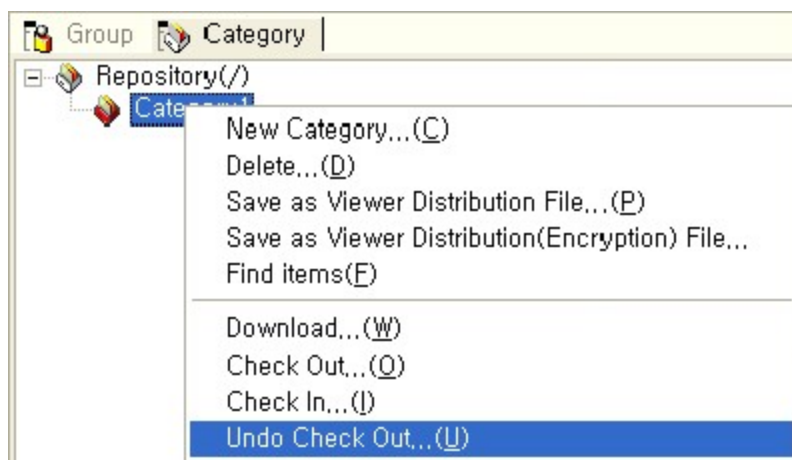 Group Category
Repository(/)
Category1
New Category...(C)
Delete...(D)
Save as Viewer Distribution File...(P)
Save as Viewer Distribution(Encryption) File...
Find items(F)
Download...(W)
Check Out...(O)
Check In...(I)
Undo Check Out...(U)